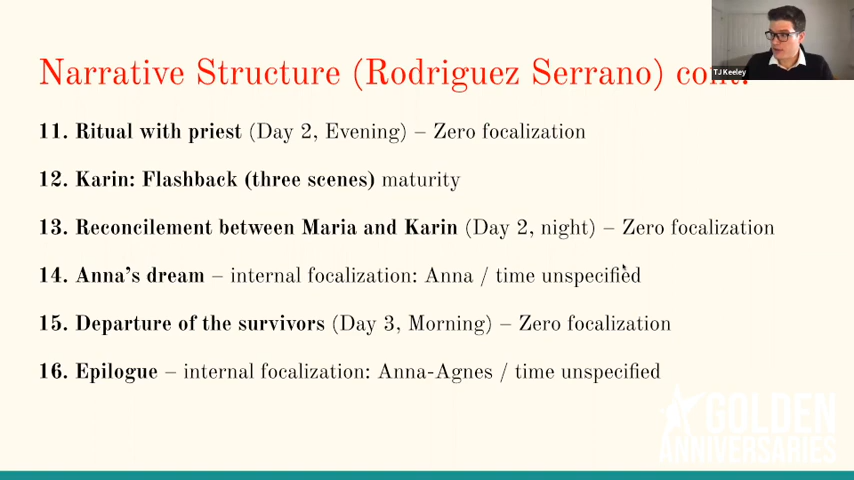 Narrative Structure (Rodriguez Serrano) cont.
TJ Keeley
11. Ritual with priest (Day 2, Evening) – Zero focalization
12. Karin: Flashback (three scenes) maturity
13. Reconcilement between Maria and Karin (Day 2, night) – Zero focalization
14. Anna’s dream – internal focalization: Anna / time unspecified
15. Departure of the survivors (Day 3, Morning) – Zero focalization
16. Epilogue – internal focalization: Anna-Agnes / time unspecified
GOLDEN
ANNIVERSARIES